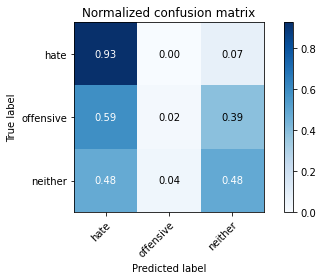 Normalized confusion matrix
True label
hate 0.93 0.00 0.07
offensive 0.59 0.02 0.39
neither 0.48 0.04 0.48
hate offensive neither
Predicted label
0.8
0.6
0.4
0.2
0.0